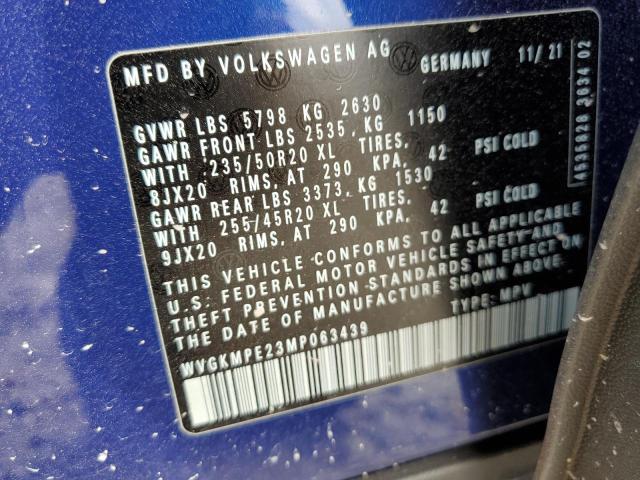 MFD BY VOLKSWAGEN AG GERMANY 11/21
GVWR LBS 5798 KG 2630
GAWR FRONT LBS 2535, KG 1150
WITH 235/50R20 XL TIRES,
8JX20 RIMS, AT 290 KPA, 42 PSI COLD
GAWR REAR LBS 3373, KG 1530
WITH 255/45R20 XL TIRES,
9JX20 RIMS, AT 290 KPA, 42 PSI COLD
THIS VEHICLE CONFORMS TO ALL APPLICABLE
U.S. FEDERAL MOTOR VEHICLE SAFETY-AND
THEFT PREVENTION STANDARDS IN EFFECT ON
THE DATE OF MANUFACTURE SHOWN ABOVE.
TYPE: MPV
WVGKMPE23MP063439